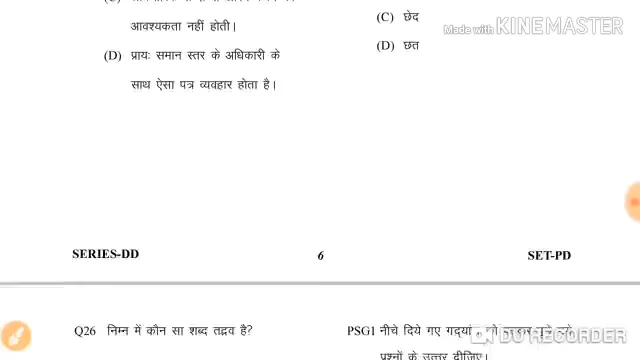 आवश्यकता नहीं होती।
(D) प्रायः समान स्तर के अधिकारी के
साथ ऐसा पत्र व्यवहार होता है।
(C) छेद
(D) छत
Made with KINEMASTER
SERIES-DD 6 SET-PD
Q26 निम्न में कौन सा शब्द तद्भव है?
PSG1 नीचे दिये गए
प्रश्नों के उत्तर दीजिए।
DU RECORDER